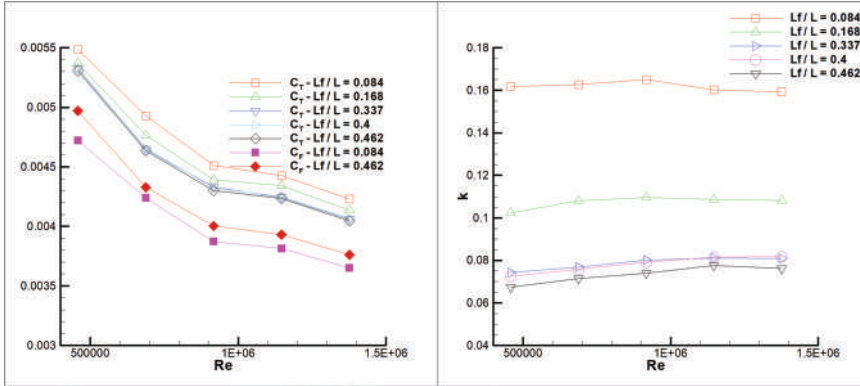 0.0055
0.005
0.0045
0.004
0.0035
0.003
500000
1E+06
1.5E+06
Re
C_T - Lf / L = 0.084
C_T - Lf / L = 0.168
C_T - Lf / L = 0.337
C_T - Lf / L = 0.4
C_T - Lf / L = 0.462
C_F - Lf / L = 0.084
C_F - Lf / L = 0.462
Lf / L = 0.084
Lf / L = 0.168
Lf / L = 0.337
Lf / L = 0.4
Lf / L = 0.462
0.18
0.16
0.14
0.12
0.1
0.08
0.06
0.04
k
500000
1E+06
1.5E+06
Re